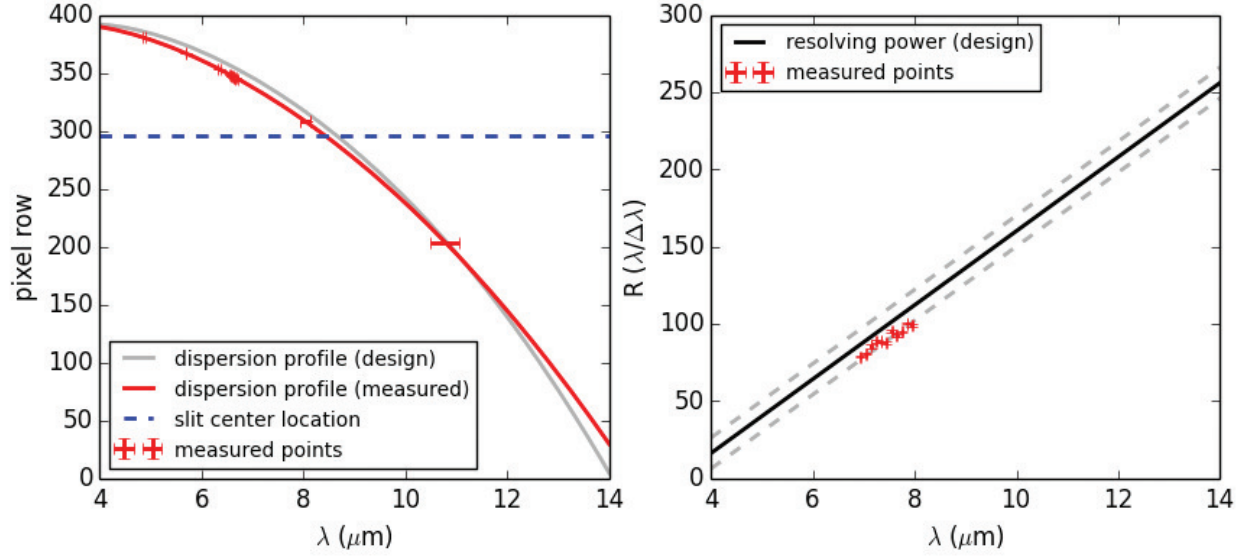 400
350
300
250
200
150
100
50
0
pixel row
dispersion profile (design)
dispersion profile (measured)
slit center location
measured points
4 6 8 10 12 14
λ (μm)
300
250
200
150
100
50
0
R (λ/Δλ)
resolving power (design)
measured points
4 6 8 10 12 14
λ (μm)